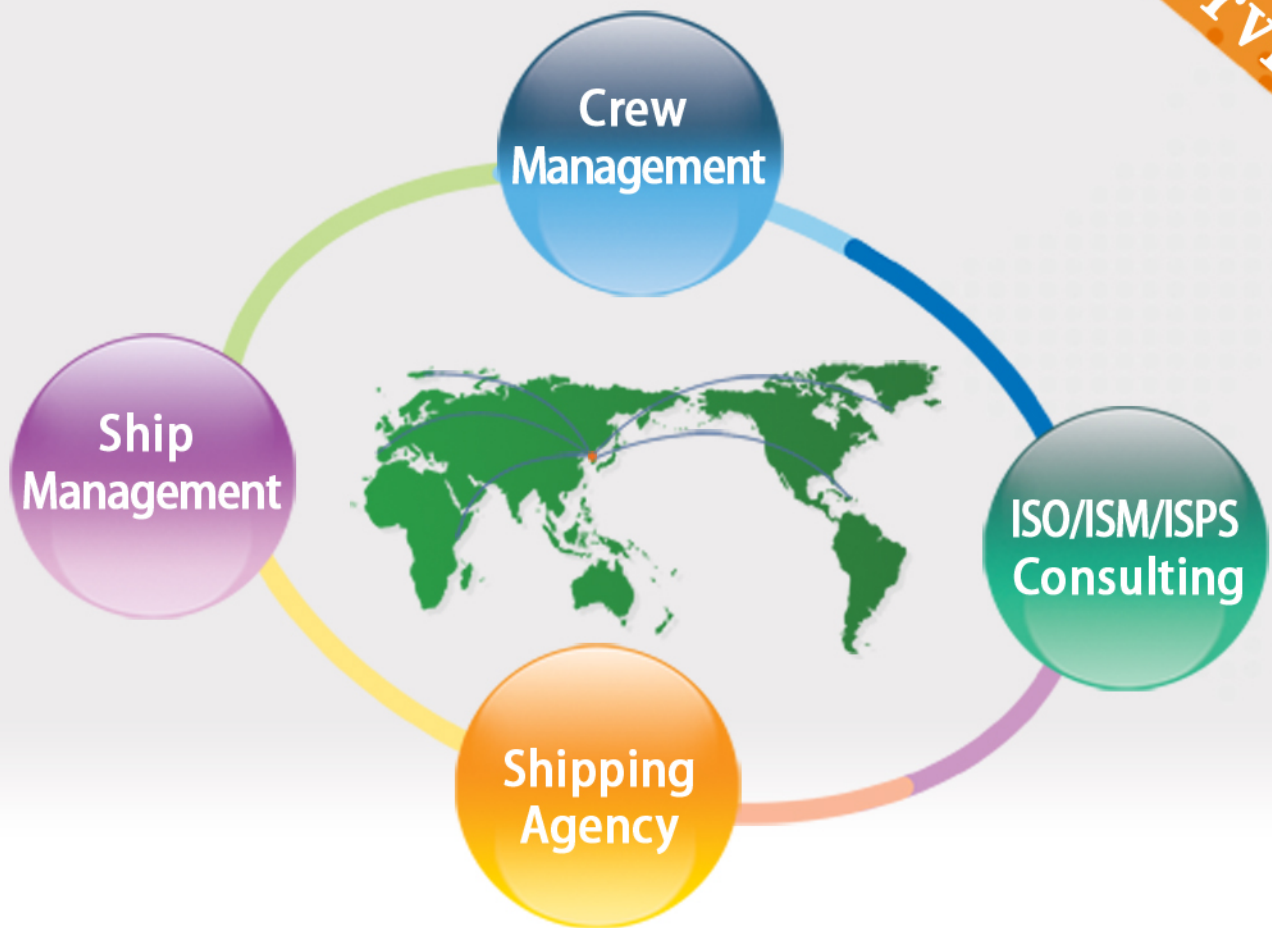 Crew
Management
Ship
Management
ISO/ISM/ISPS
Consulting
Shipping
Agency